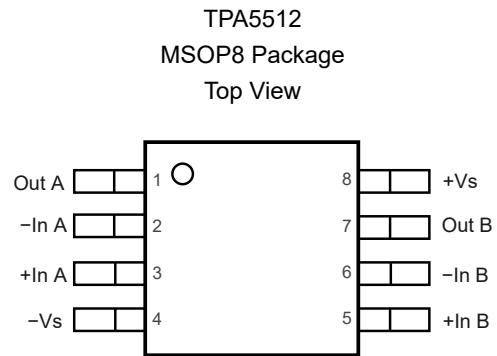 TPA5512
MSOP8 Package
Top View
Out A 1 8 +Vs
−In A 2 7 Out B
+In A 3 6 −In B
−Vs 4 5 +In B